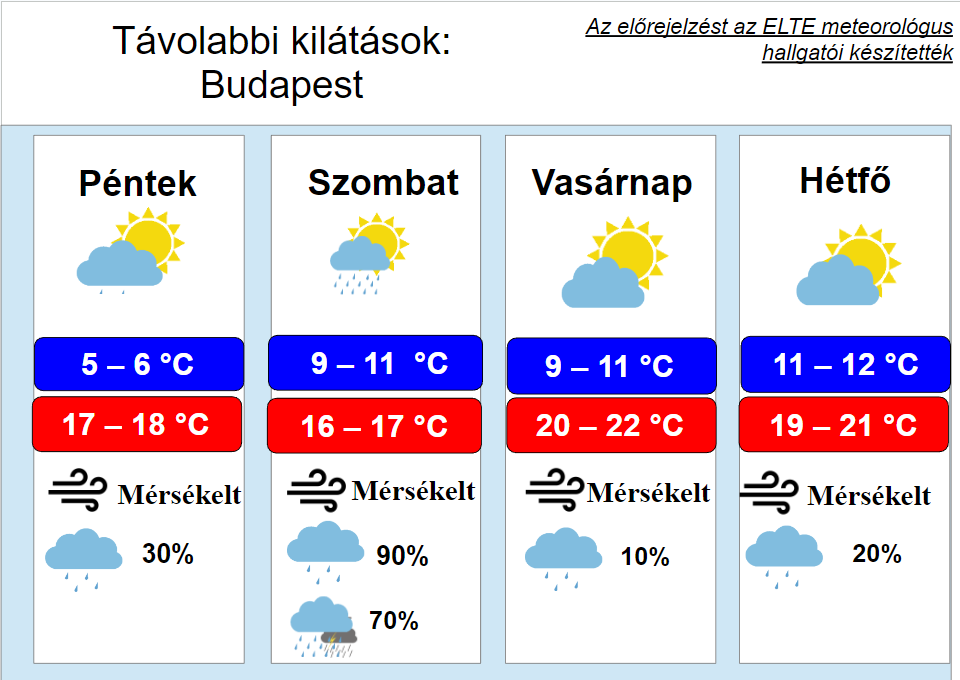 Távolabbi kilátások:
Budapest
Az előrejelzést az ELTE meteorológus
hallgatói készítették
Péntek
5 – 6 °C
17 – 18 °C
Mérsékelt
30%
Szombat
9 – 11 °C
16 – 17 °C
Mérsékelt
90%
70%
Vasárnap
9 – 11 °C
20 – 22 °C
Mérsékelt
10%
Hétfő
11 – 12 °C
19 – 21 °C
Mérsékelt
20%